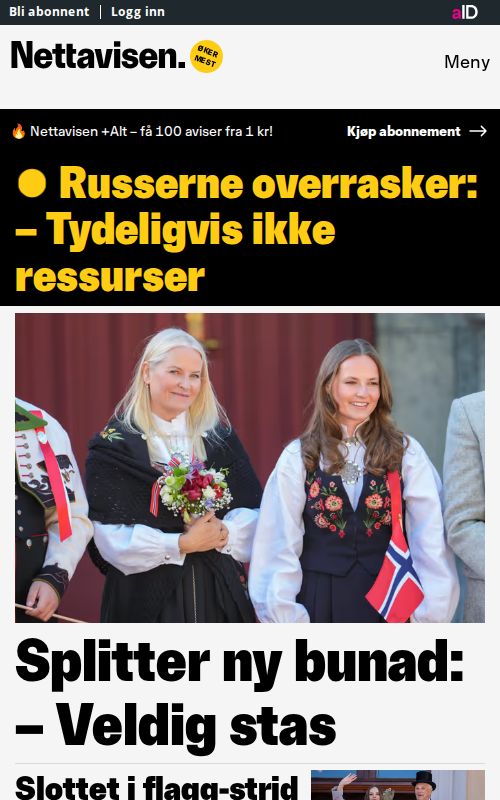 Bli abonnent
Logg inn
aID
Nettavisen.
ØKER
MEST
Meny
🔥 Nettavisen +Alt – få 100 aviser fra 1 kr!
Kjøp abonnement →
Russerne overrasker:
– Tydeligvis ikke
ressurser
Splitter ny bunad:
– Veldig stas
Slottet i flagg-strid